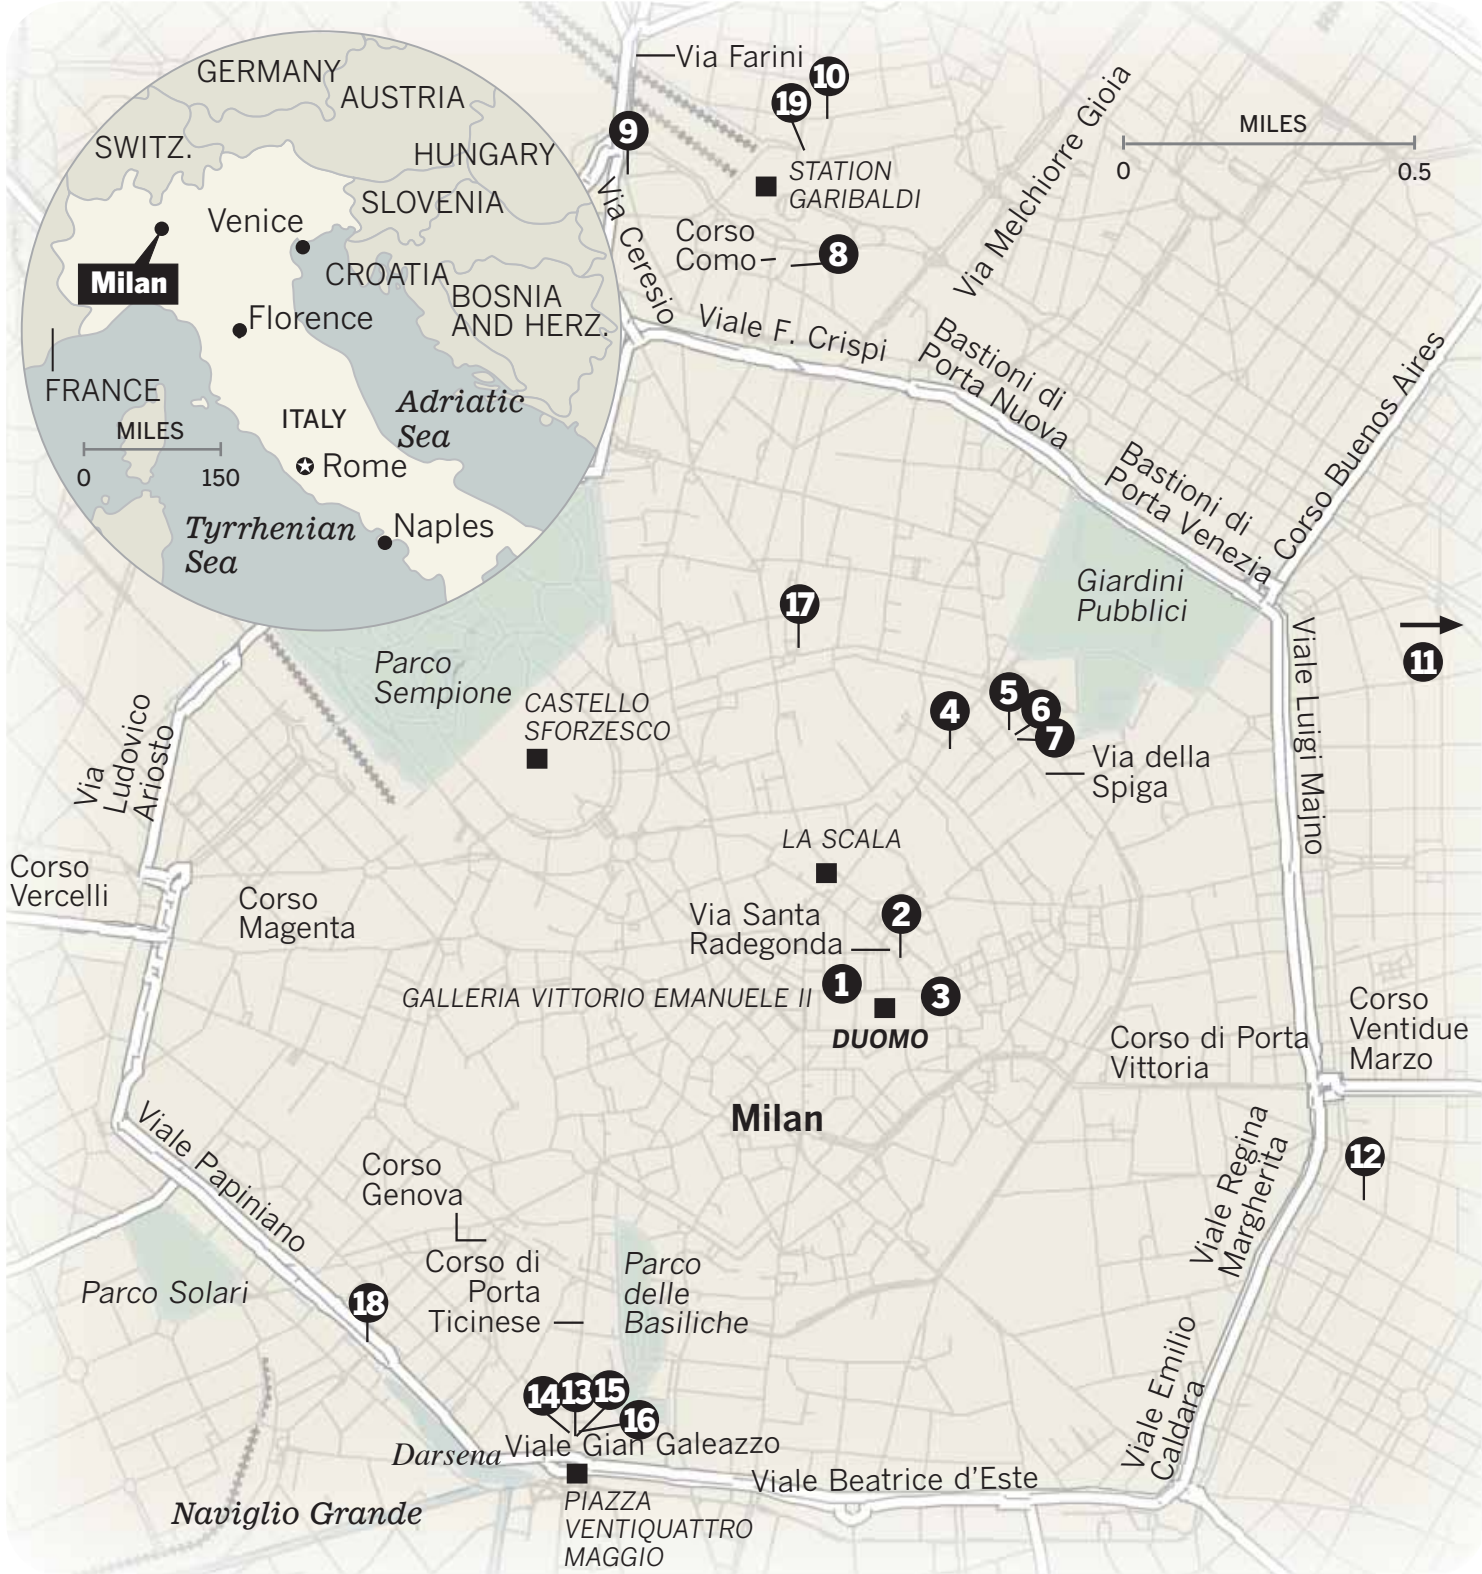 GERMANY
AUSTRIA
SWITZ.
HUNGARY
SLOVENIA
Venice
Milan
CROATIA
BOSNIA
AND HERZ.
Florence
FRANCE
Adriatic
Sea
ITALY
MILES
0
150
Rome
Tyrrhenian
Sea
Naples
Via Farini
10
19
9
STATION
GARIBALDI
Via Melchiorre Gioia
MILES
0
0.5
Via Ceresio
Corso
Como
8
Viale F. Crispi
Bastioni di
Porta Nuova
Bastioni di
Porta Venezia
Corso Buenos Aires
Giardini
Pubblici
17
11
Viale Luigi Majno
Parco
Sempione
CASTELLO
SFORZESCO
4
5
6
7
Via della
Spiga
Via
Ludovico
Ariosto
LA SCALA
Corso
Vercelli
Corso
Magenta
Via Santa
Radegonda
2
1
3
GALLERIA VITTORIO EMANUELE II
DUOMO
Corso di Porta
Vittoria
Corso
Ventidue
Marzo
Milan
Viale Papiniano
Corso
Genova
Viale Regina
Margherita
12
Corso di
Porta
Ticinese
Parco
delle
Basiliche
Parco Solari
18
14
13
15
16
Viale Emilio
Caldara
Darsena
Viale Gian Galeazzo
Viale Beatrice d’Este
Naviglio Grande
PIAZZA
VENTIQUATTRO
MAGGIO